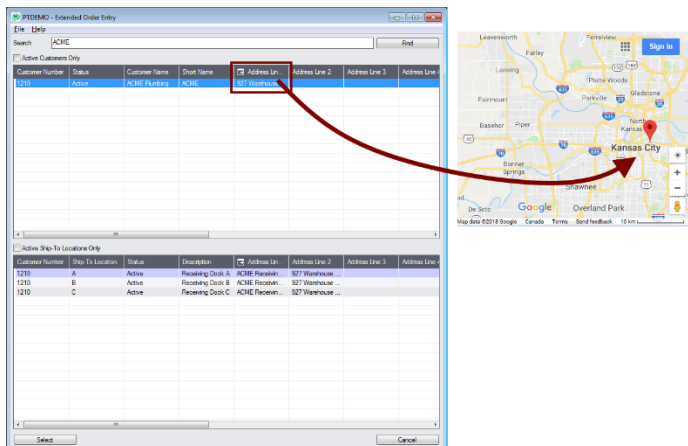 PTDEMO - Extended Order Entry
File Help
Search ACME Find
Active Customers Only
Customer Number Status Customer Name Short Name Address Lin... Address Line 2 Address Line 3 Address Line 4
1210 Active ACME Plumbing ACME 927 Warehouse
Active Ship-To Locations Only
Customer Number Ship To Location Status Description Address Lin... Address Line 2 Address Line 3 Address Line 4
1210 A Active Receiving Dock A ACME Receivin... 927 Warehouse ...
1210 B Active Receiving Dock B ACME Receivin... 927 Warehouse ...
1210 C Active Receiving Dock C ACME Receivin... 927 Warehouse ...
Select Cancel
Leavenworth Ferrelview
Sign in
Farley
Lansing
Platte Woods
Gladstone
Fairmount Parkville
North
Kansas
Basehor Piper
Kansas City
Bonner
Springs
Shawnee
De Soto Google Overland Park
Map data ©2018 Google Canada Terms Send feedback 10 km